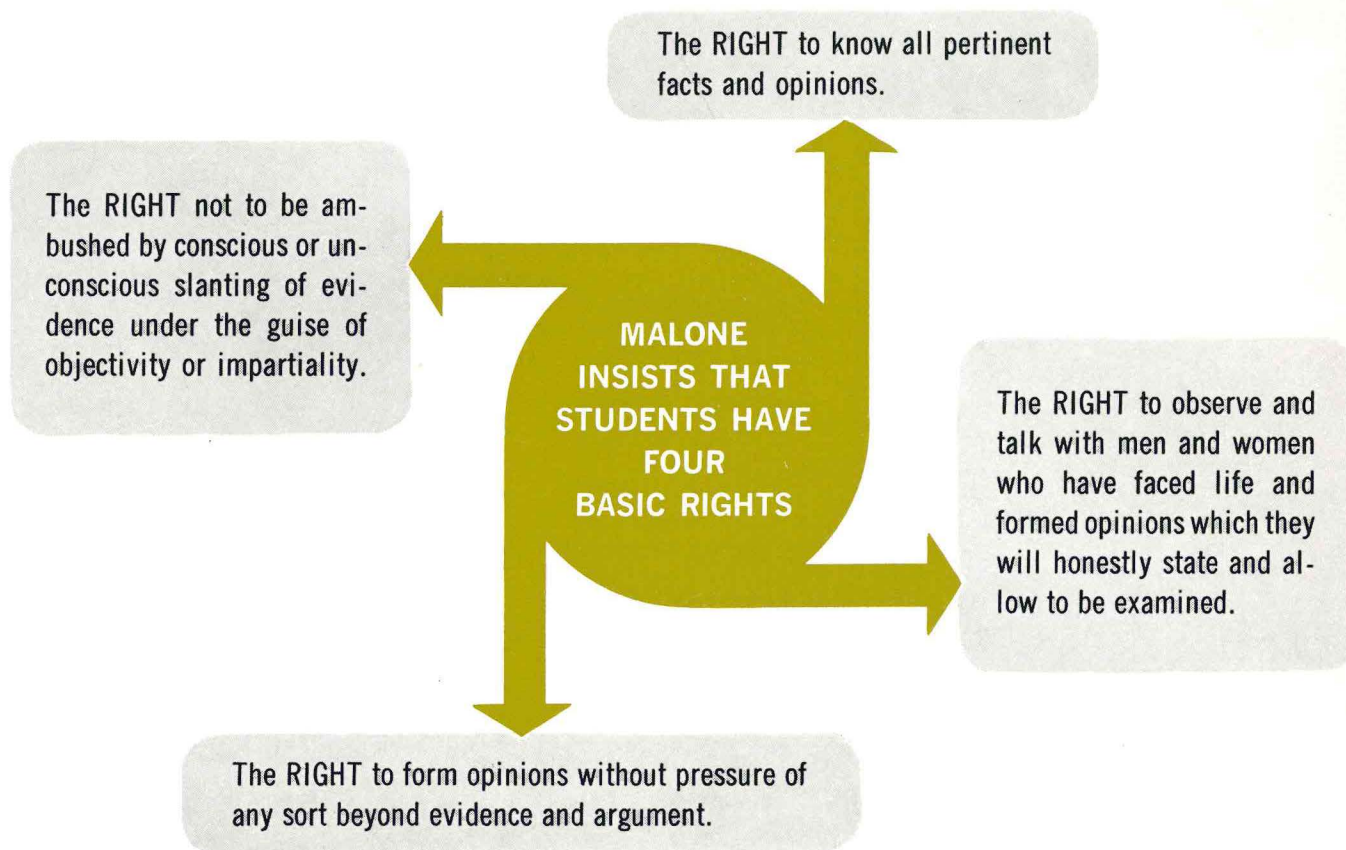 The RIGHT to know all pertinent
facts and opinions.
The RIGHT not to be am-
bushed by conscious or un-
conscious slanting of evi-
dence under the guise of
objectivity or impartiality.
MALONE
INSISTS THAT
STUDENTS HAVE
FOUR
BASIC RIGHTS
The RIGHT to observe and
talk with men and women
who have faced life and
formed opinions which they
will honestly state and al-
low to be examined.
The RIGHT to form opinions without pressure of
any sort beyond evidence and argument.